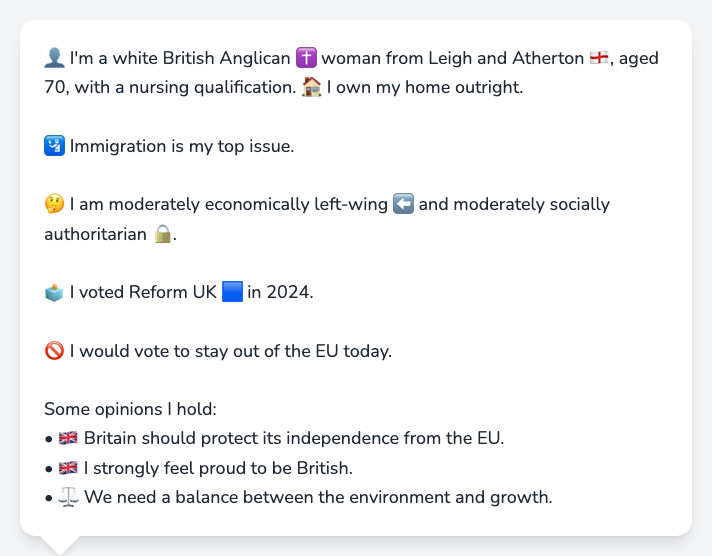 👤 I'm a white British Anglican ✝️ woman from Leigh and Atherton 🏴󠁧󠁢󠁥󠁮󠁧󠁿, aged
70, with a nursing qualification. 🏠 I own my home outright.
🛂 Immigration is my top issue.
🤔 I am moderately economically left-wing ⬅️ and moderately socially
authoritarian 🔒.
🗳️ I voted Reform UK 🟦 in 2024.
🚫 I would vote to stay out of the EU today.
Some opinions I hold:
• 🇬🇧 Britain should protect its independence from the EU.
• 🇬🇧 I strongly feel proud to be British.
• ⚖️ We need a balance between the environment and growth.